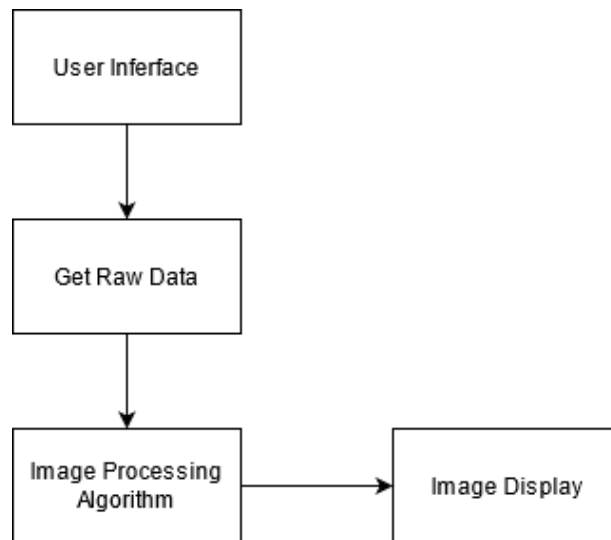 User Inferface
Get Raw Data
Image Processing
Algorithm
Image Display